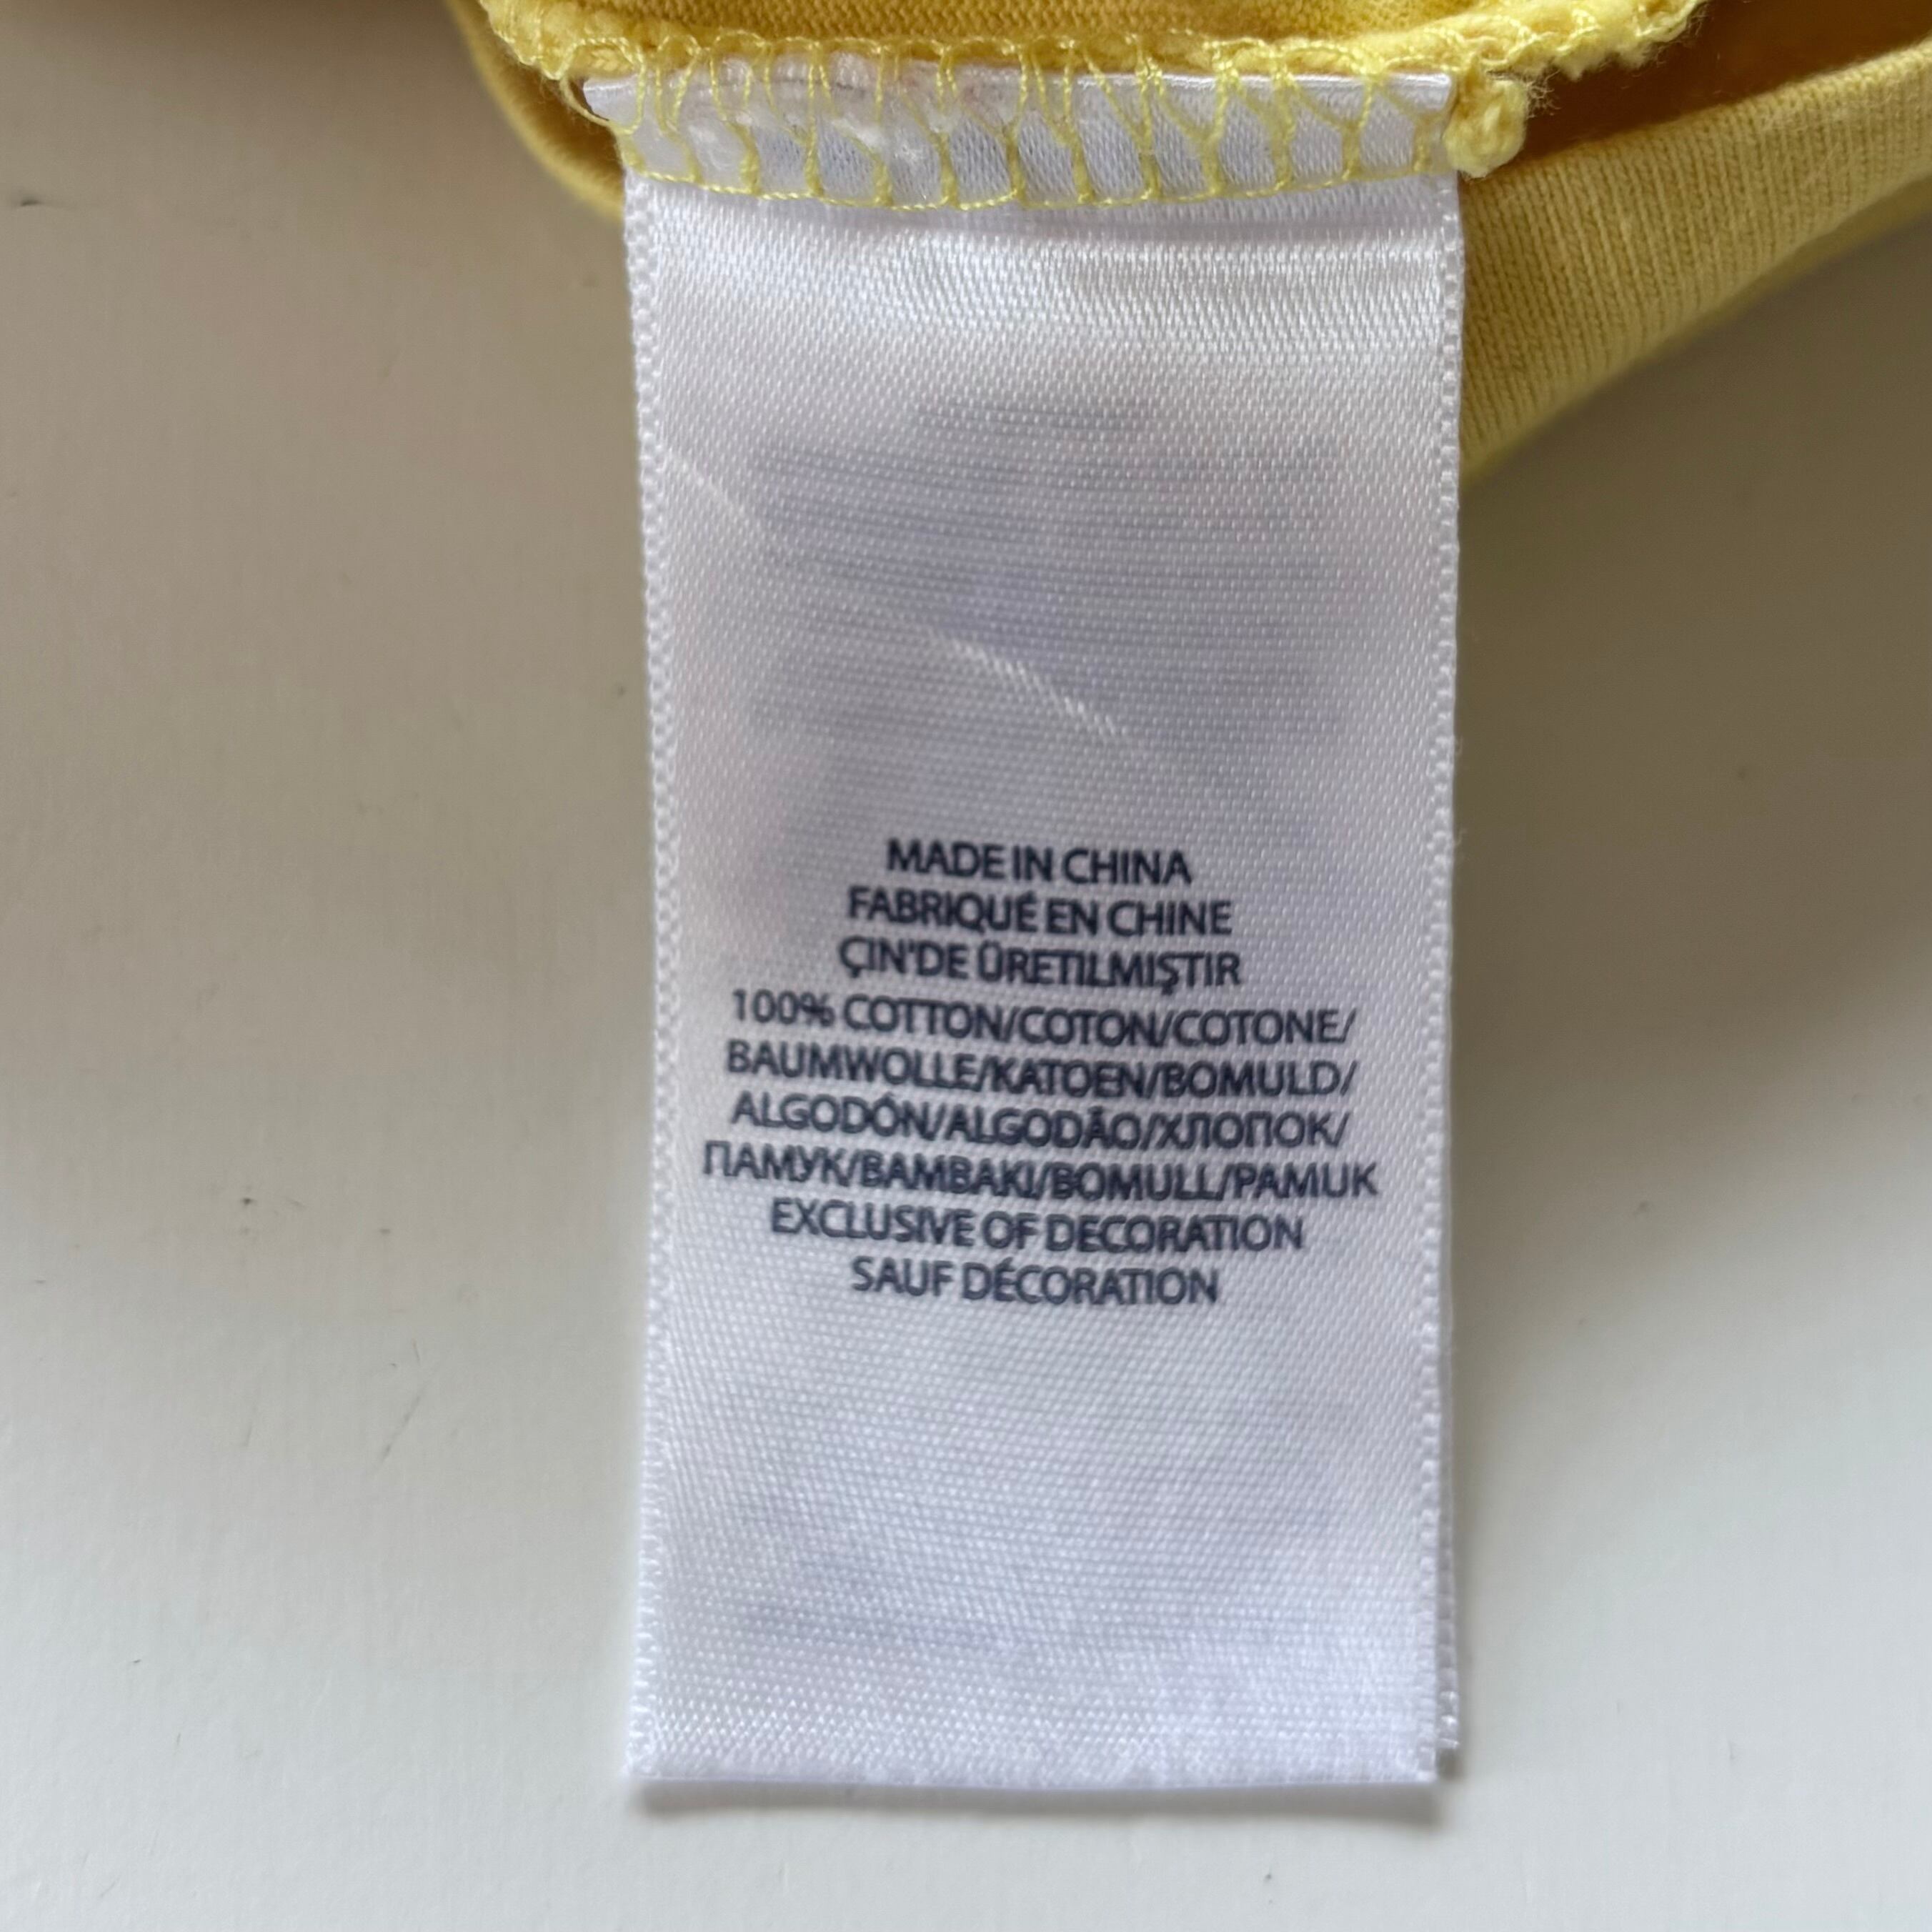 MADE IN CHINA
FABRIQUÉ EN CHINE
ÇIN'DE ÜRETILMIŞTIR
100% COTTON/COTON/COTONE/
BAUMWOLLE/KATOEN/BOMULD/
ALGODÓN/ALGODÃO/ХЛОПОК/
ПАМУК/BAMBAKI/BOMULL/PAMUK
EXCLUSIVE OF DECORATION
SAUF DÉCORATION